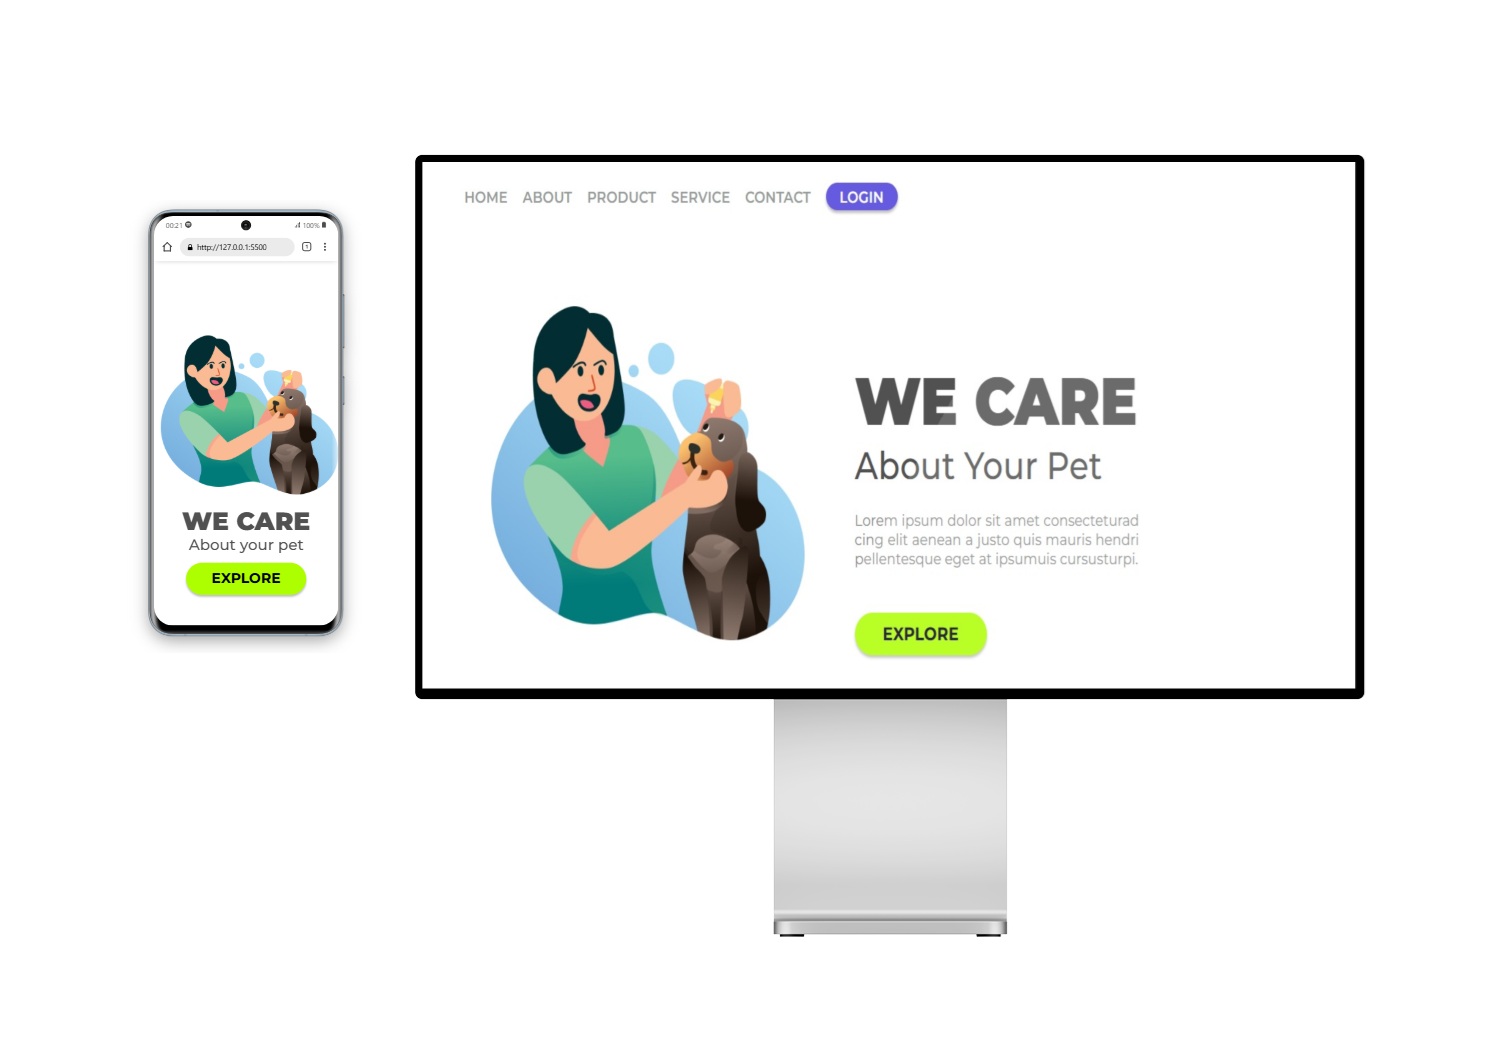 00:21
100%
http://127.0.0.1:5500
1
WE CARE
About your pet
EXPLORE
HOME ABOUT PRODUCT SERVICE CONTACT LOGIN
WE CARE
About Your Pet
Lorem ipsum dolor sit amet consecteturad
cing elit aenean a justo quis mauris hendri
pellentesque eget at ipsumuis cursusturpi.
EXPLORE